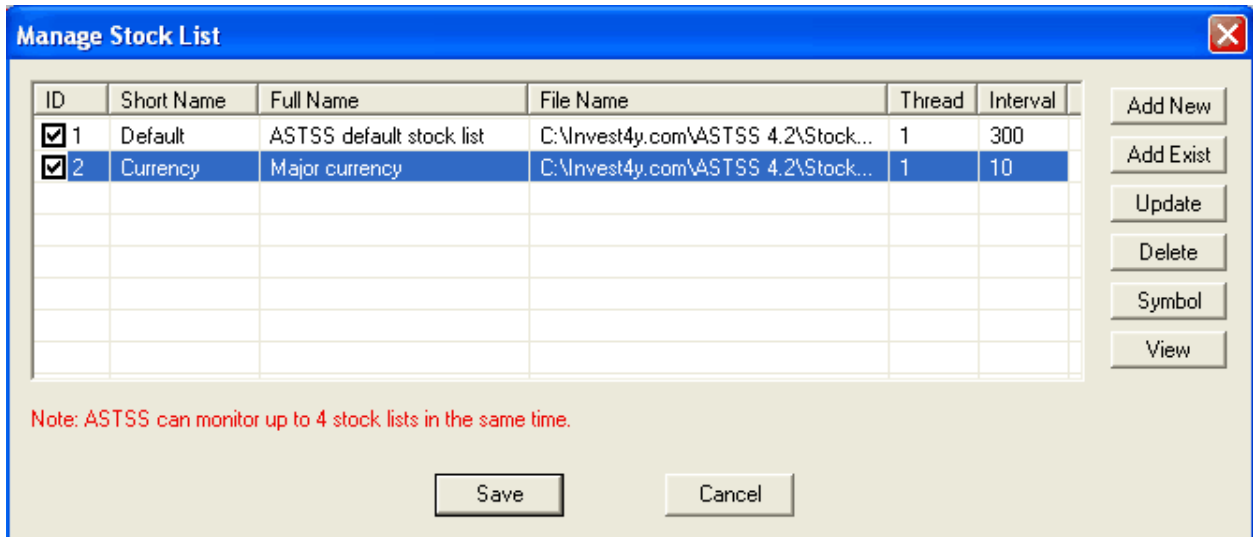 Manage Stock List
ID Short Name Full Name File Name Thread Interval
1 Default ASTSS default stock list C:\Invest4y.com\ASTSS 4.2\Stock... 1 300
2 Currency Major currency C:\Invest4y.com\ASTSS 4.2\Stock... 1 10
Add New
Add Exist
Update
Delete
Symbol
View
Note: ASTSS can monitor up to 4 stock lists in the same time.
Save Cancel